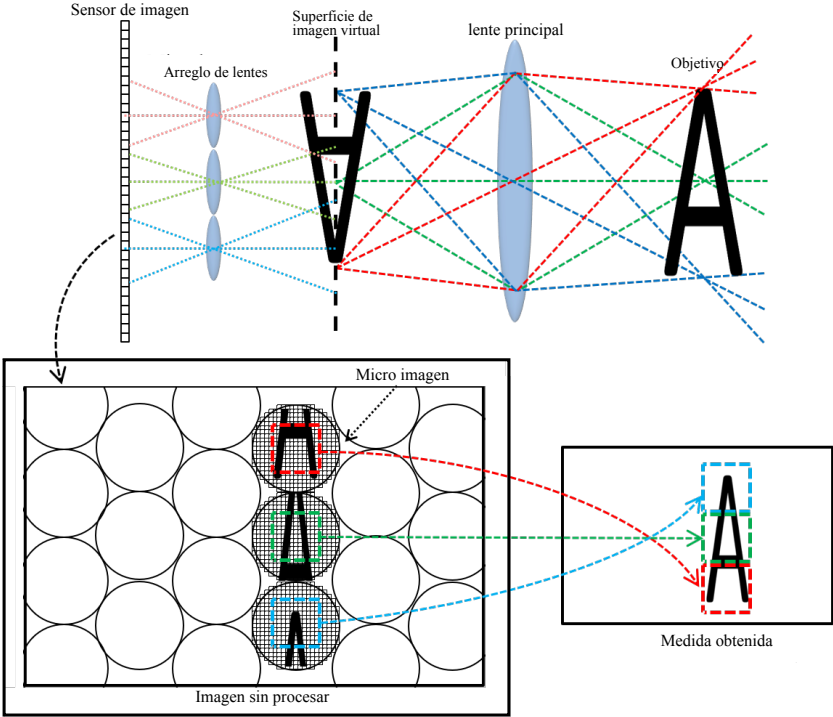 Sensor de imagen
Superficie de
imagen virtual
lente principal
Arreglo de lentes
Objetivo
Micro imagen
Imagen sin procesar
Medida obtenida